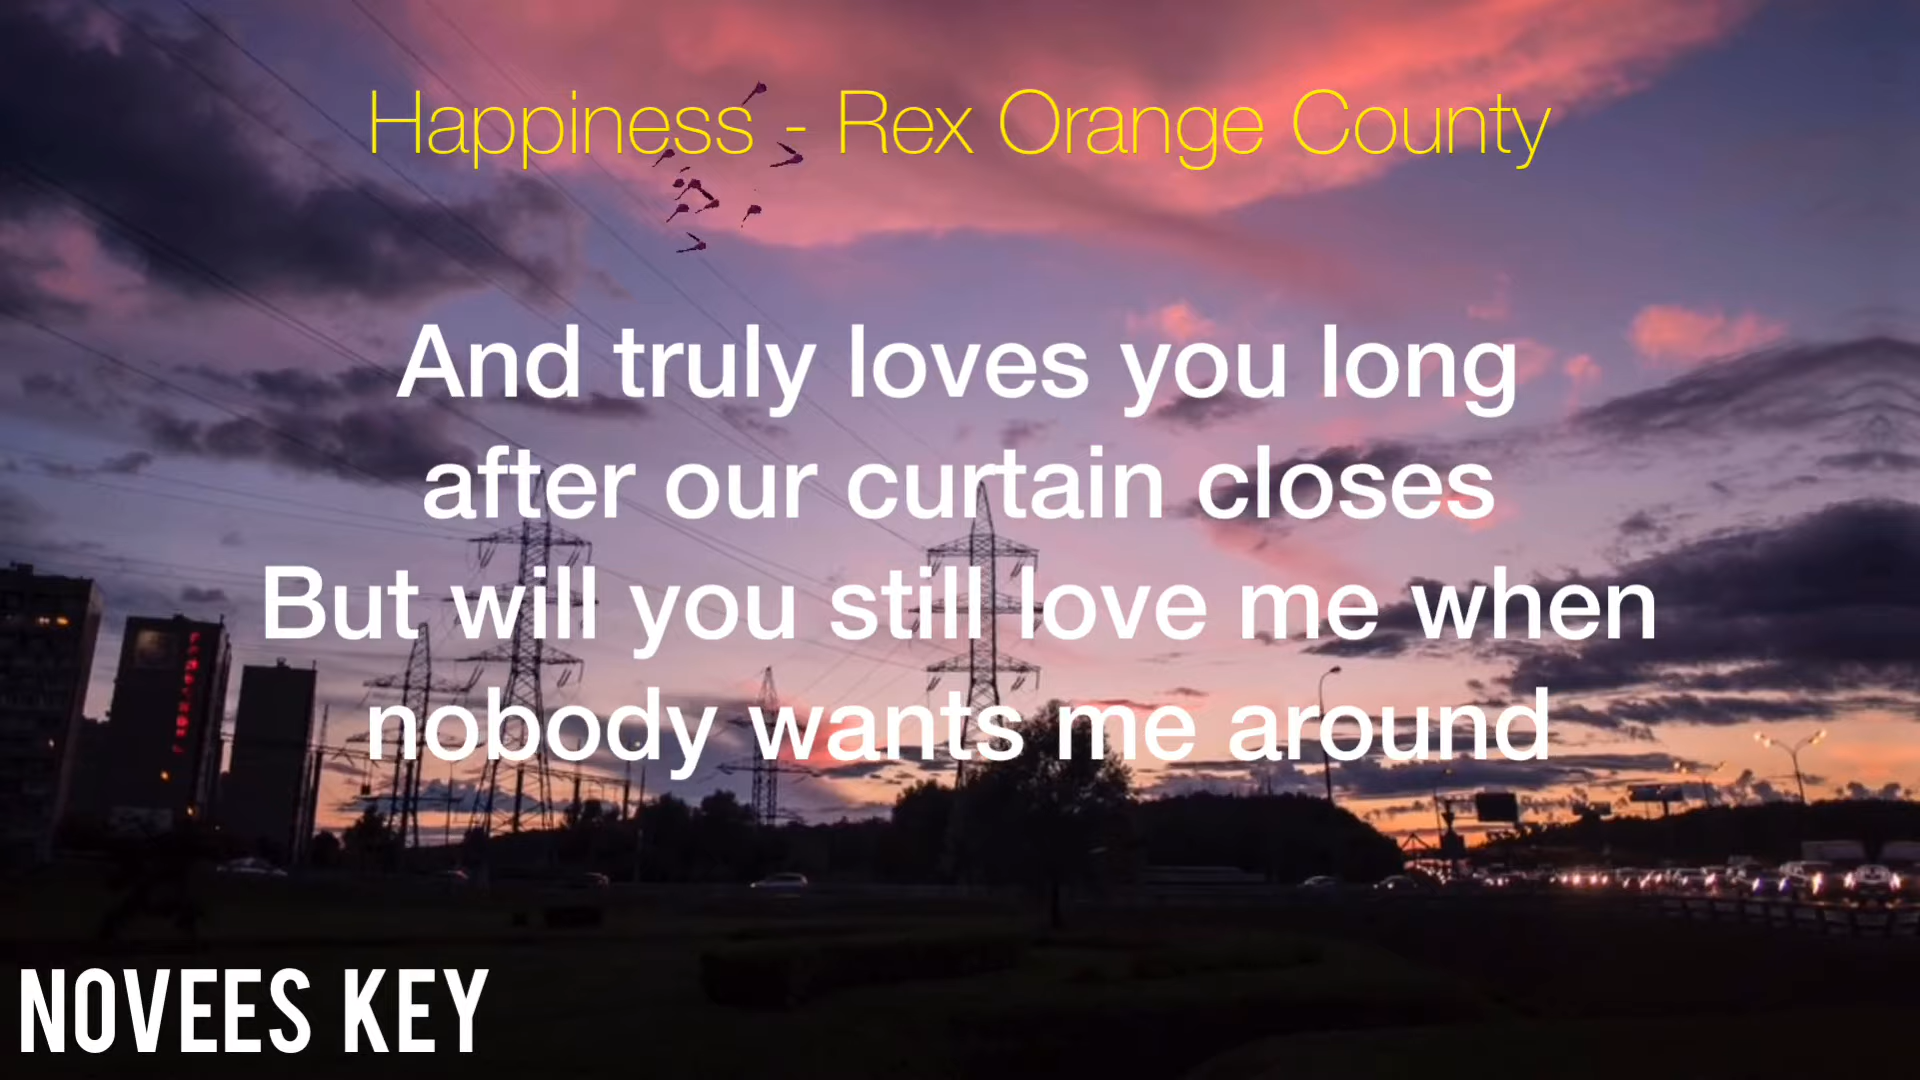 Happiness - Rex Orange County
And truly loves you long
after our curtain closes
But will you still love me when
nobody wants me around
NOVEES KEY